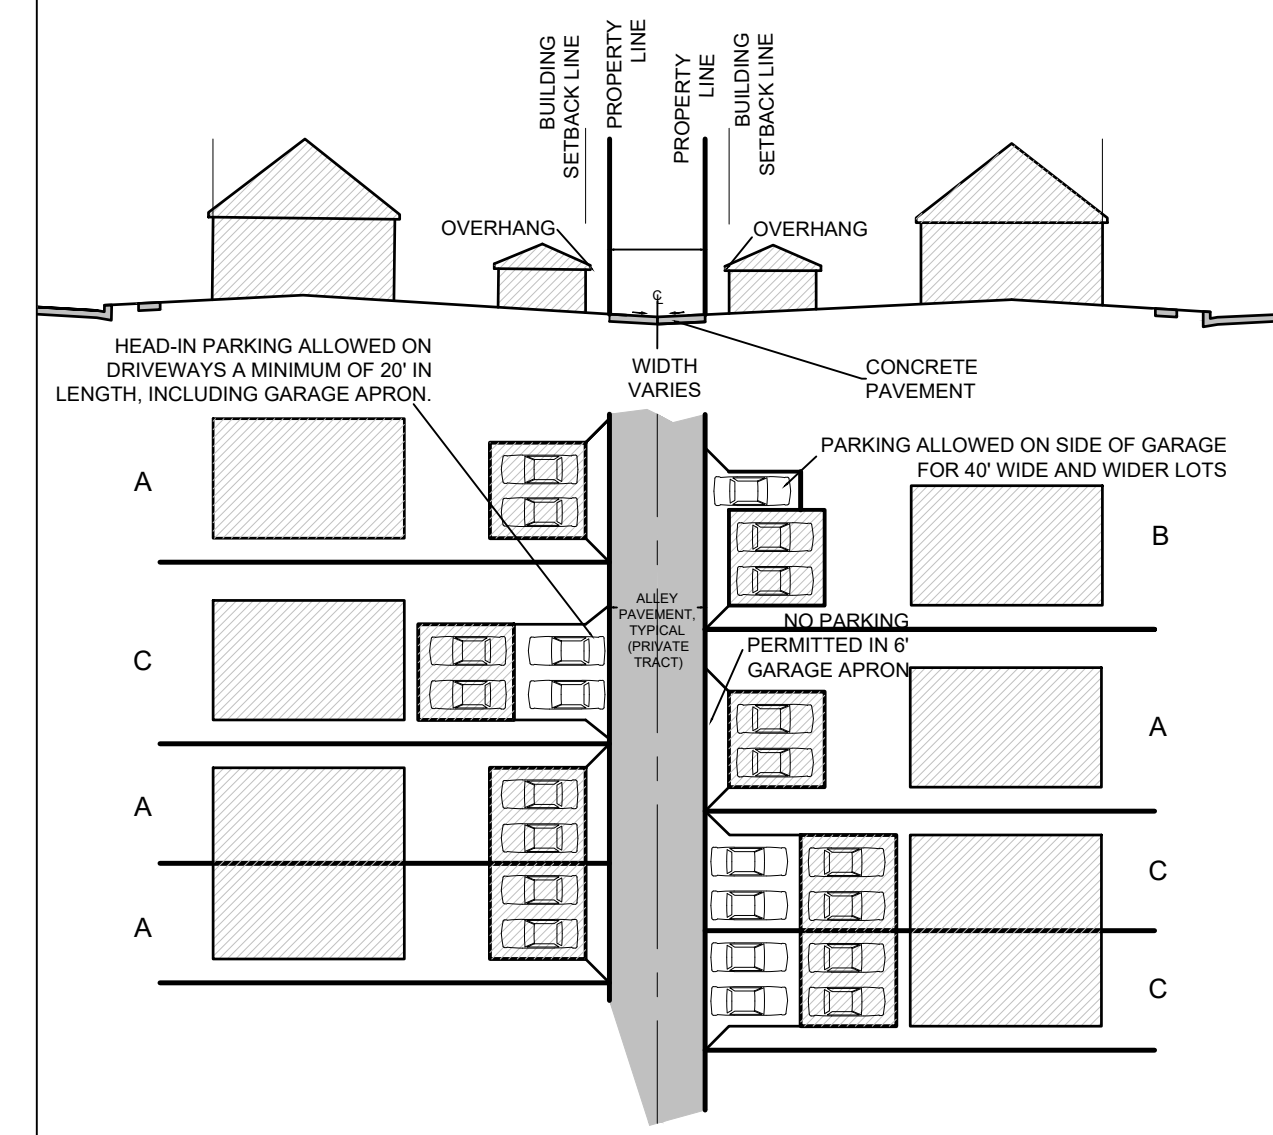 BUILDING
SETBACK LINE
PROPERTY
LINE
PROPERTY
LINE
BUILDING
SETBACK LINE
OVERHANG
OVERHANG
℄
HEAD-IN PARKING ALLOWED ON
DRIVEWAYS A MINIMUM OF 20' IN
LENGTH, INCLUDING GARAGE APRON.
WIDTH
VARIES
CONCRETE
PAVEMENT
PARKING ALLOWED ON SIDE OF GARAGE
FOR 40' WIDE AND WIDER LOTS
A
B
ALLEY
PAVEMENT,
TYPICAL
(PRIVATE
TRACT)
NO PARKING
PERMITTED IN 6'
GARAGE APRON
C
A
A
C
A
C